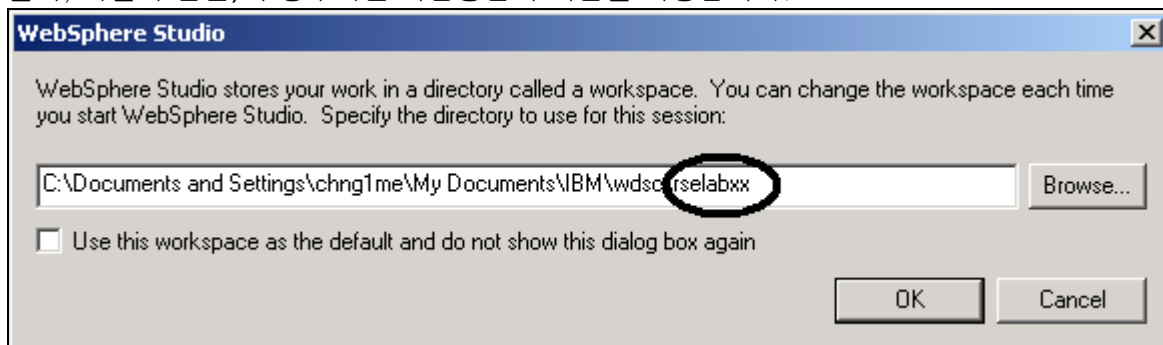 WebSphere Studio
WebSphere Studio stores your work in a directory called a workspace. You can change the workspace each time
you start WebSphere Studio. Specify the directory to use for this session:
C:\Documents and Settings\chng1me\My Documents\IBM\wdsc\rselabxx
Browse...
Use this workspace as the default and do not show this dialog box again
OK
Cancel